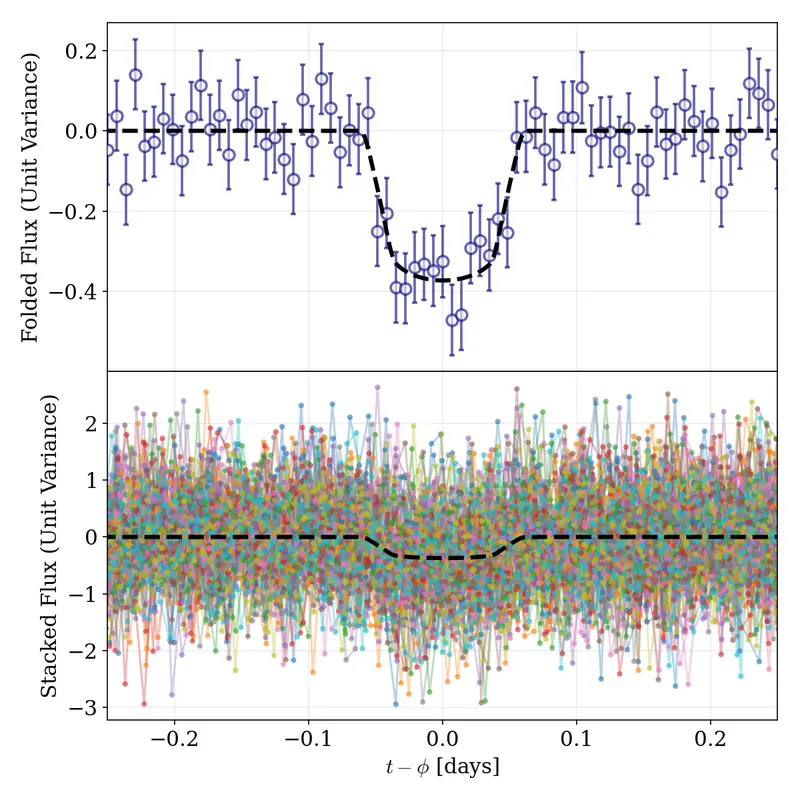 Folded Flux (Unit Variance)
0.2
0.0
−0.2
−0.4
Stacked Flux (Unit Variance)
2
1
0
−1
−2
−3
−0.2 −0.1 0.0 0.1 0.2
t − ϕ [days]